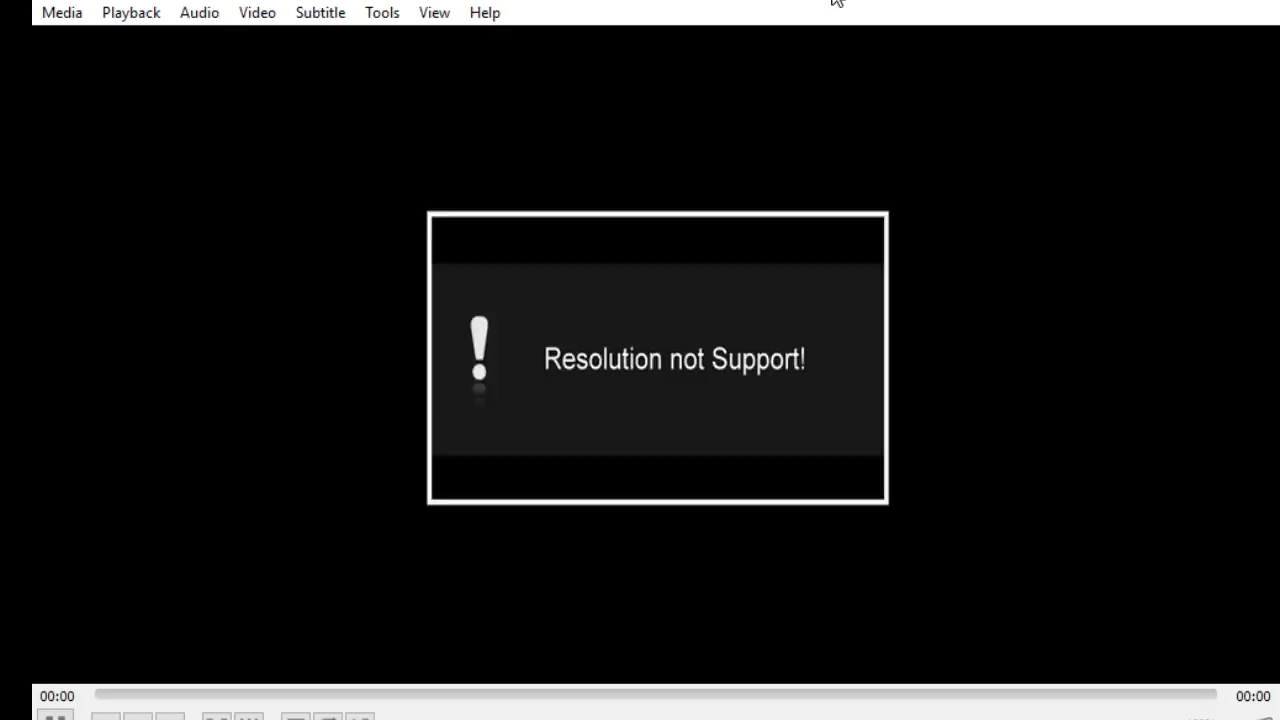 Media Playback Audio Video Subtitle Tools View Help
Resolution not Support!
00:00 00:00